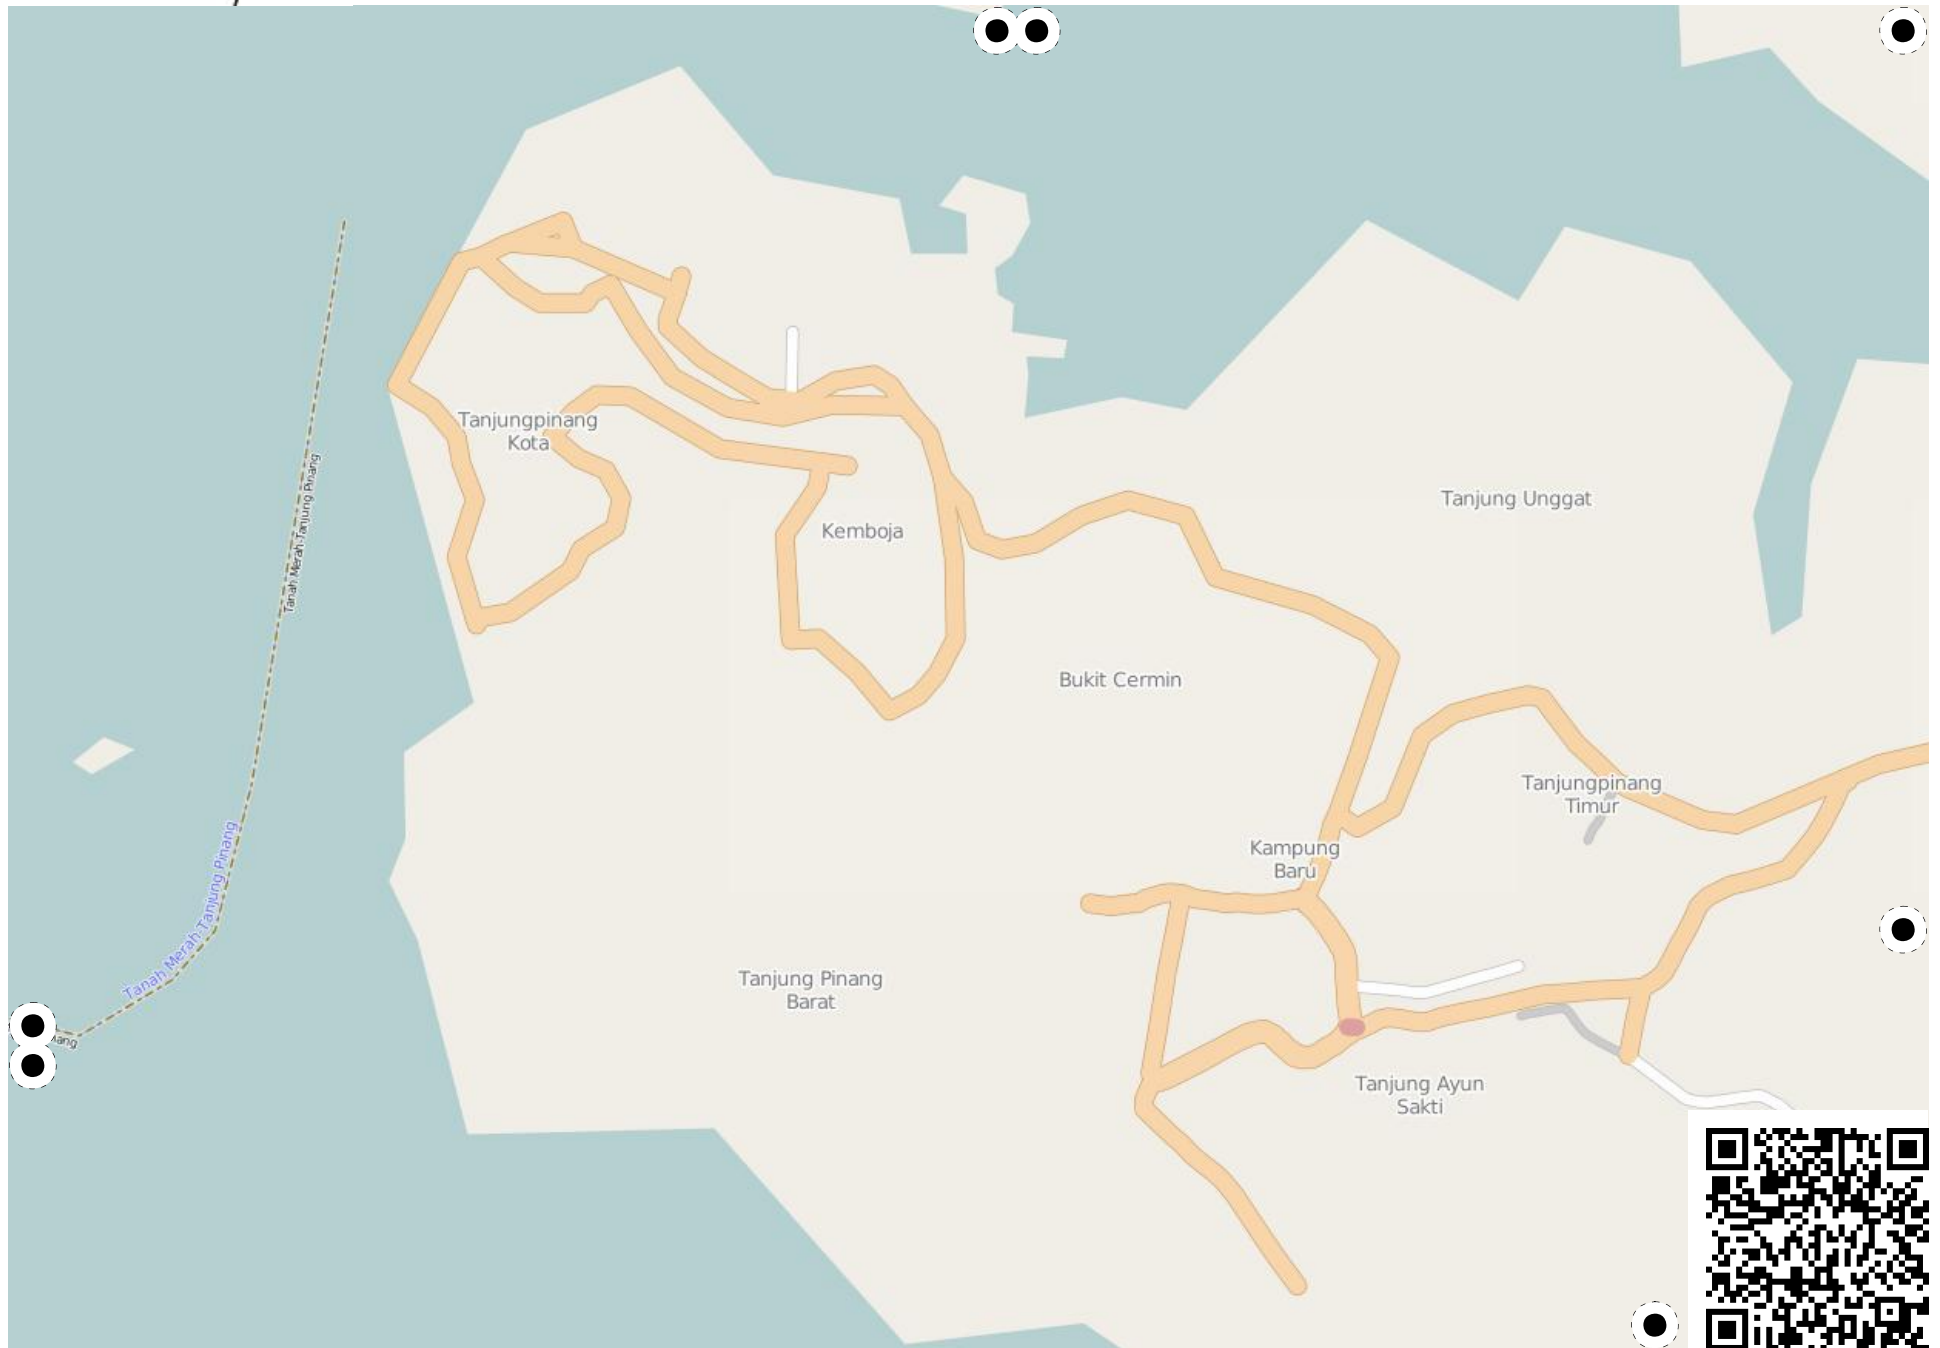 Tanjungpinang
Kota
Tanah Merah-Tanjung Pinang
Kemboja
Tanjung Unggat
Bukit Cermin
Tanjungpinang
Timur
Kampung
Baru
Tanah Merah-Tanjung Pinang
Tanjung Pinang
Barat
Tanjung Ayun
Sakti